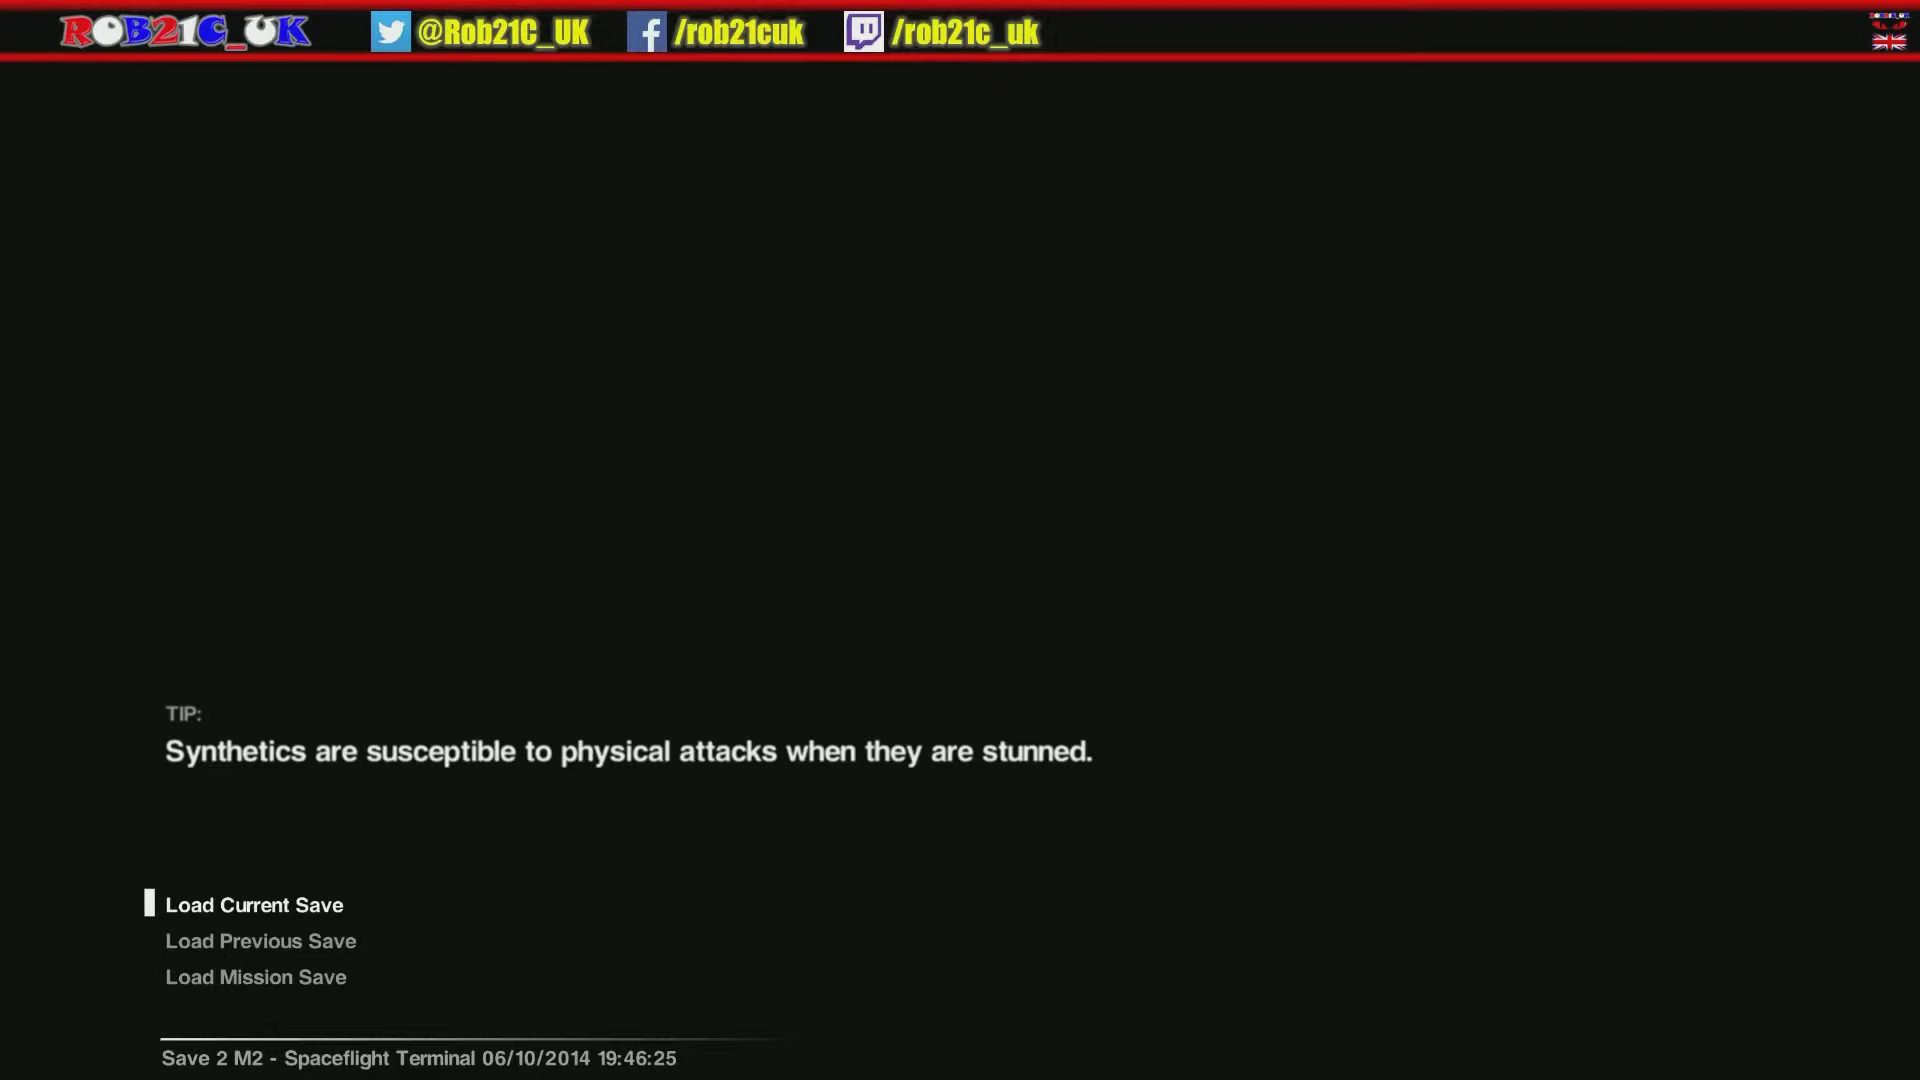 ROB21C_UK @Rob21C_UK /rob21cuk /rob21c_uk
TIP:
Synthetics are susceptible to physical attacks when they are stunned.
Load Current Save
Load Previous Save
Load Mission Save
Save 2 M2 - Spaceflight Terminal 06/10/2014 19:46:25